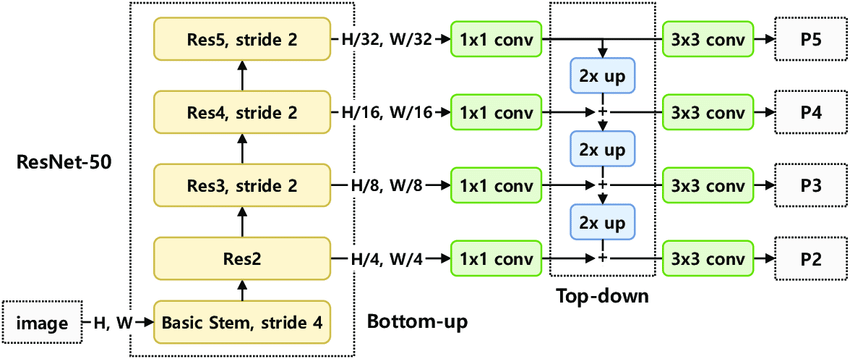 Res5, stride 2 H/32, W/32 1x1 conv 3x3 conv P5
2x up
Res4, stride 2 H/16, W/16 1x1 conv + 3x3 conv P4
ResNet-50
2x up
Res3, stride 2 H/8, W/8 1x1 conv + 3x3 conv P3
2x up
Res2 H/4, W/4 1x1 conv + 3x3 conv P2
Top-down
image H, W Basic Stem, stride 4 Bottom-up